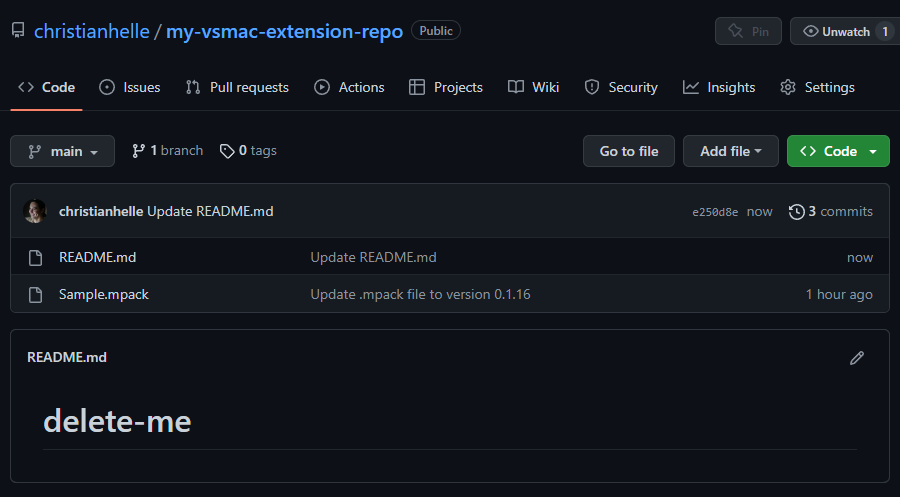 christianhelle / my-vsmac-extension-repo Public Pin Unwatch 1
Code Issues Pull requests Actions Projects Wiki Security Insights Settings
main 1 branch 0 tags Go to file Add file Code
christianhelle Update README.md e250d8e now 3 commits
README.md Update README.md now
Sample.mpack Update .mpack file to version 0.1.16 1 hour ago
README.md
delete-me